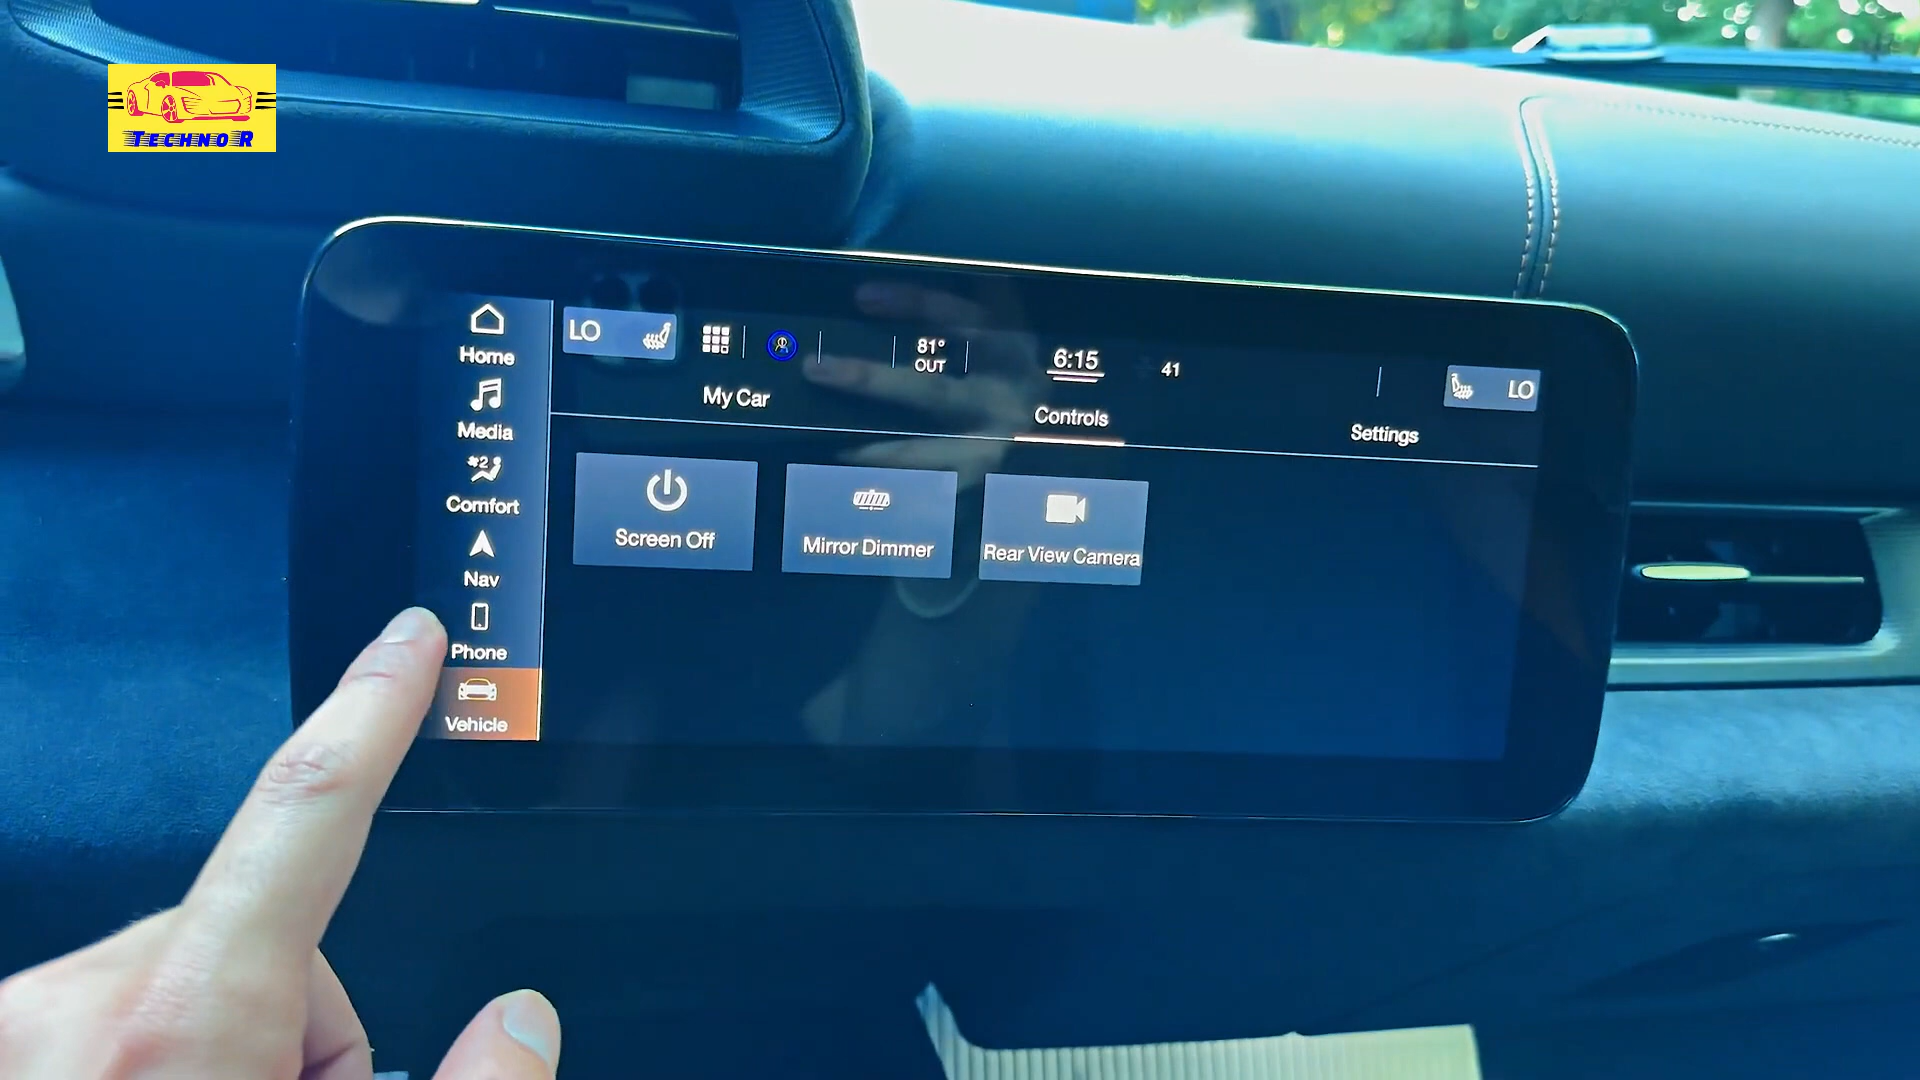 TECHNO R
Home
Media
2
Comfort
Nav
Phone
Vehicle
LO
81°
OUT
6:15
41
LO
My Car
Controls
Settings
Screen Off
Mirror Dimmer
Rear View Camera